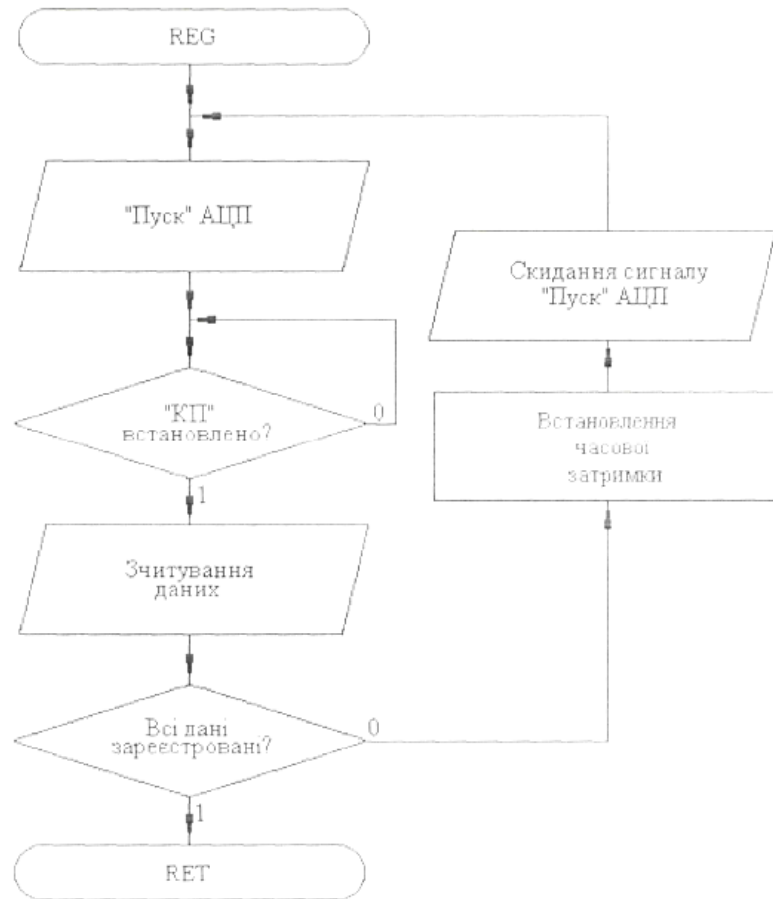 REG
"Пуск" АЦП
"КП"
встановлено?
0
1
Зчитування
даних
Всі дані
зареєстровані?
0
1
RET
Встановлення
часової
затримки
Скидання сигналу
"Пуск" АЦП